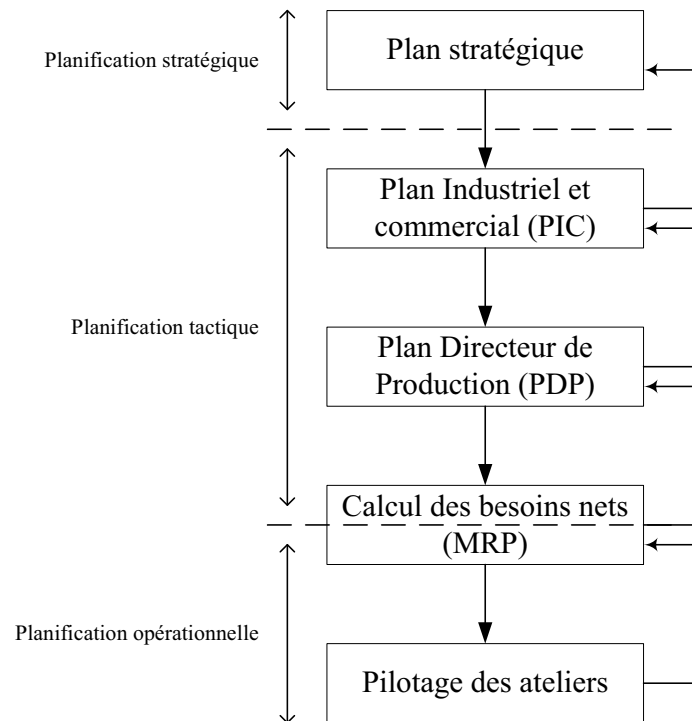 Plan stratégique
Planification stratégique
Plan Industriel et
commercial (PIC)
Planification tactique
Plan Directeur de
Production (PDP)
Calcul des besoins nets
(MRP)
Planification opérationnelle
Pilotage des ateliers